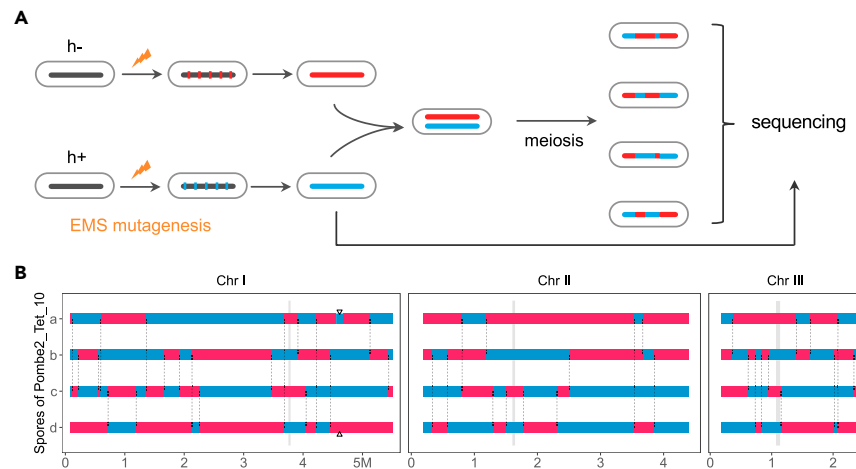 A
h-
h+
EMS mutagenesis
meiosis
sequencing
B
Chr I
Chr II
Chr III
Spores of Pombe2_Tet_10
a
b
c
d
0 1 2 3 4 5M
0 1 2 3 4
0 1 2